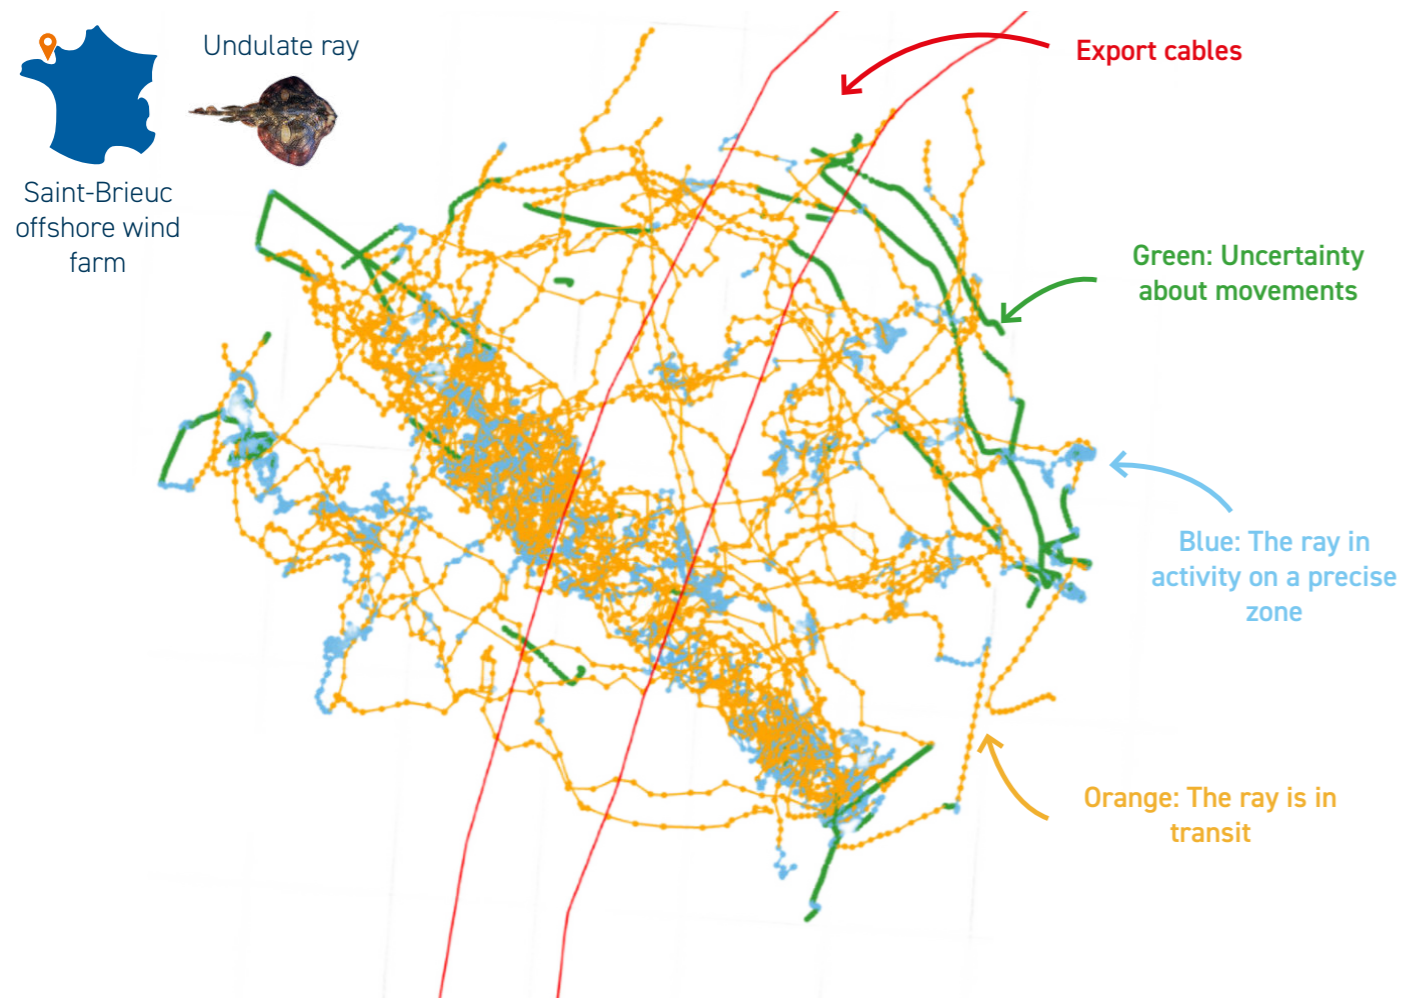 Undulate ray
Saint-Brieuc
offshore wind
farm
Export cables
Green: Uncertainty
about movements
Blue: The ray in
activity on a precise
zone
Orange: The ray is in
transit